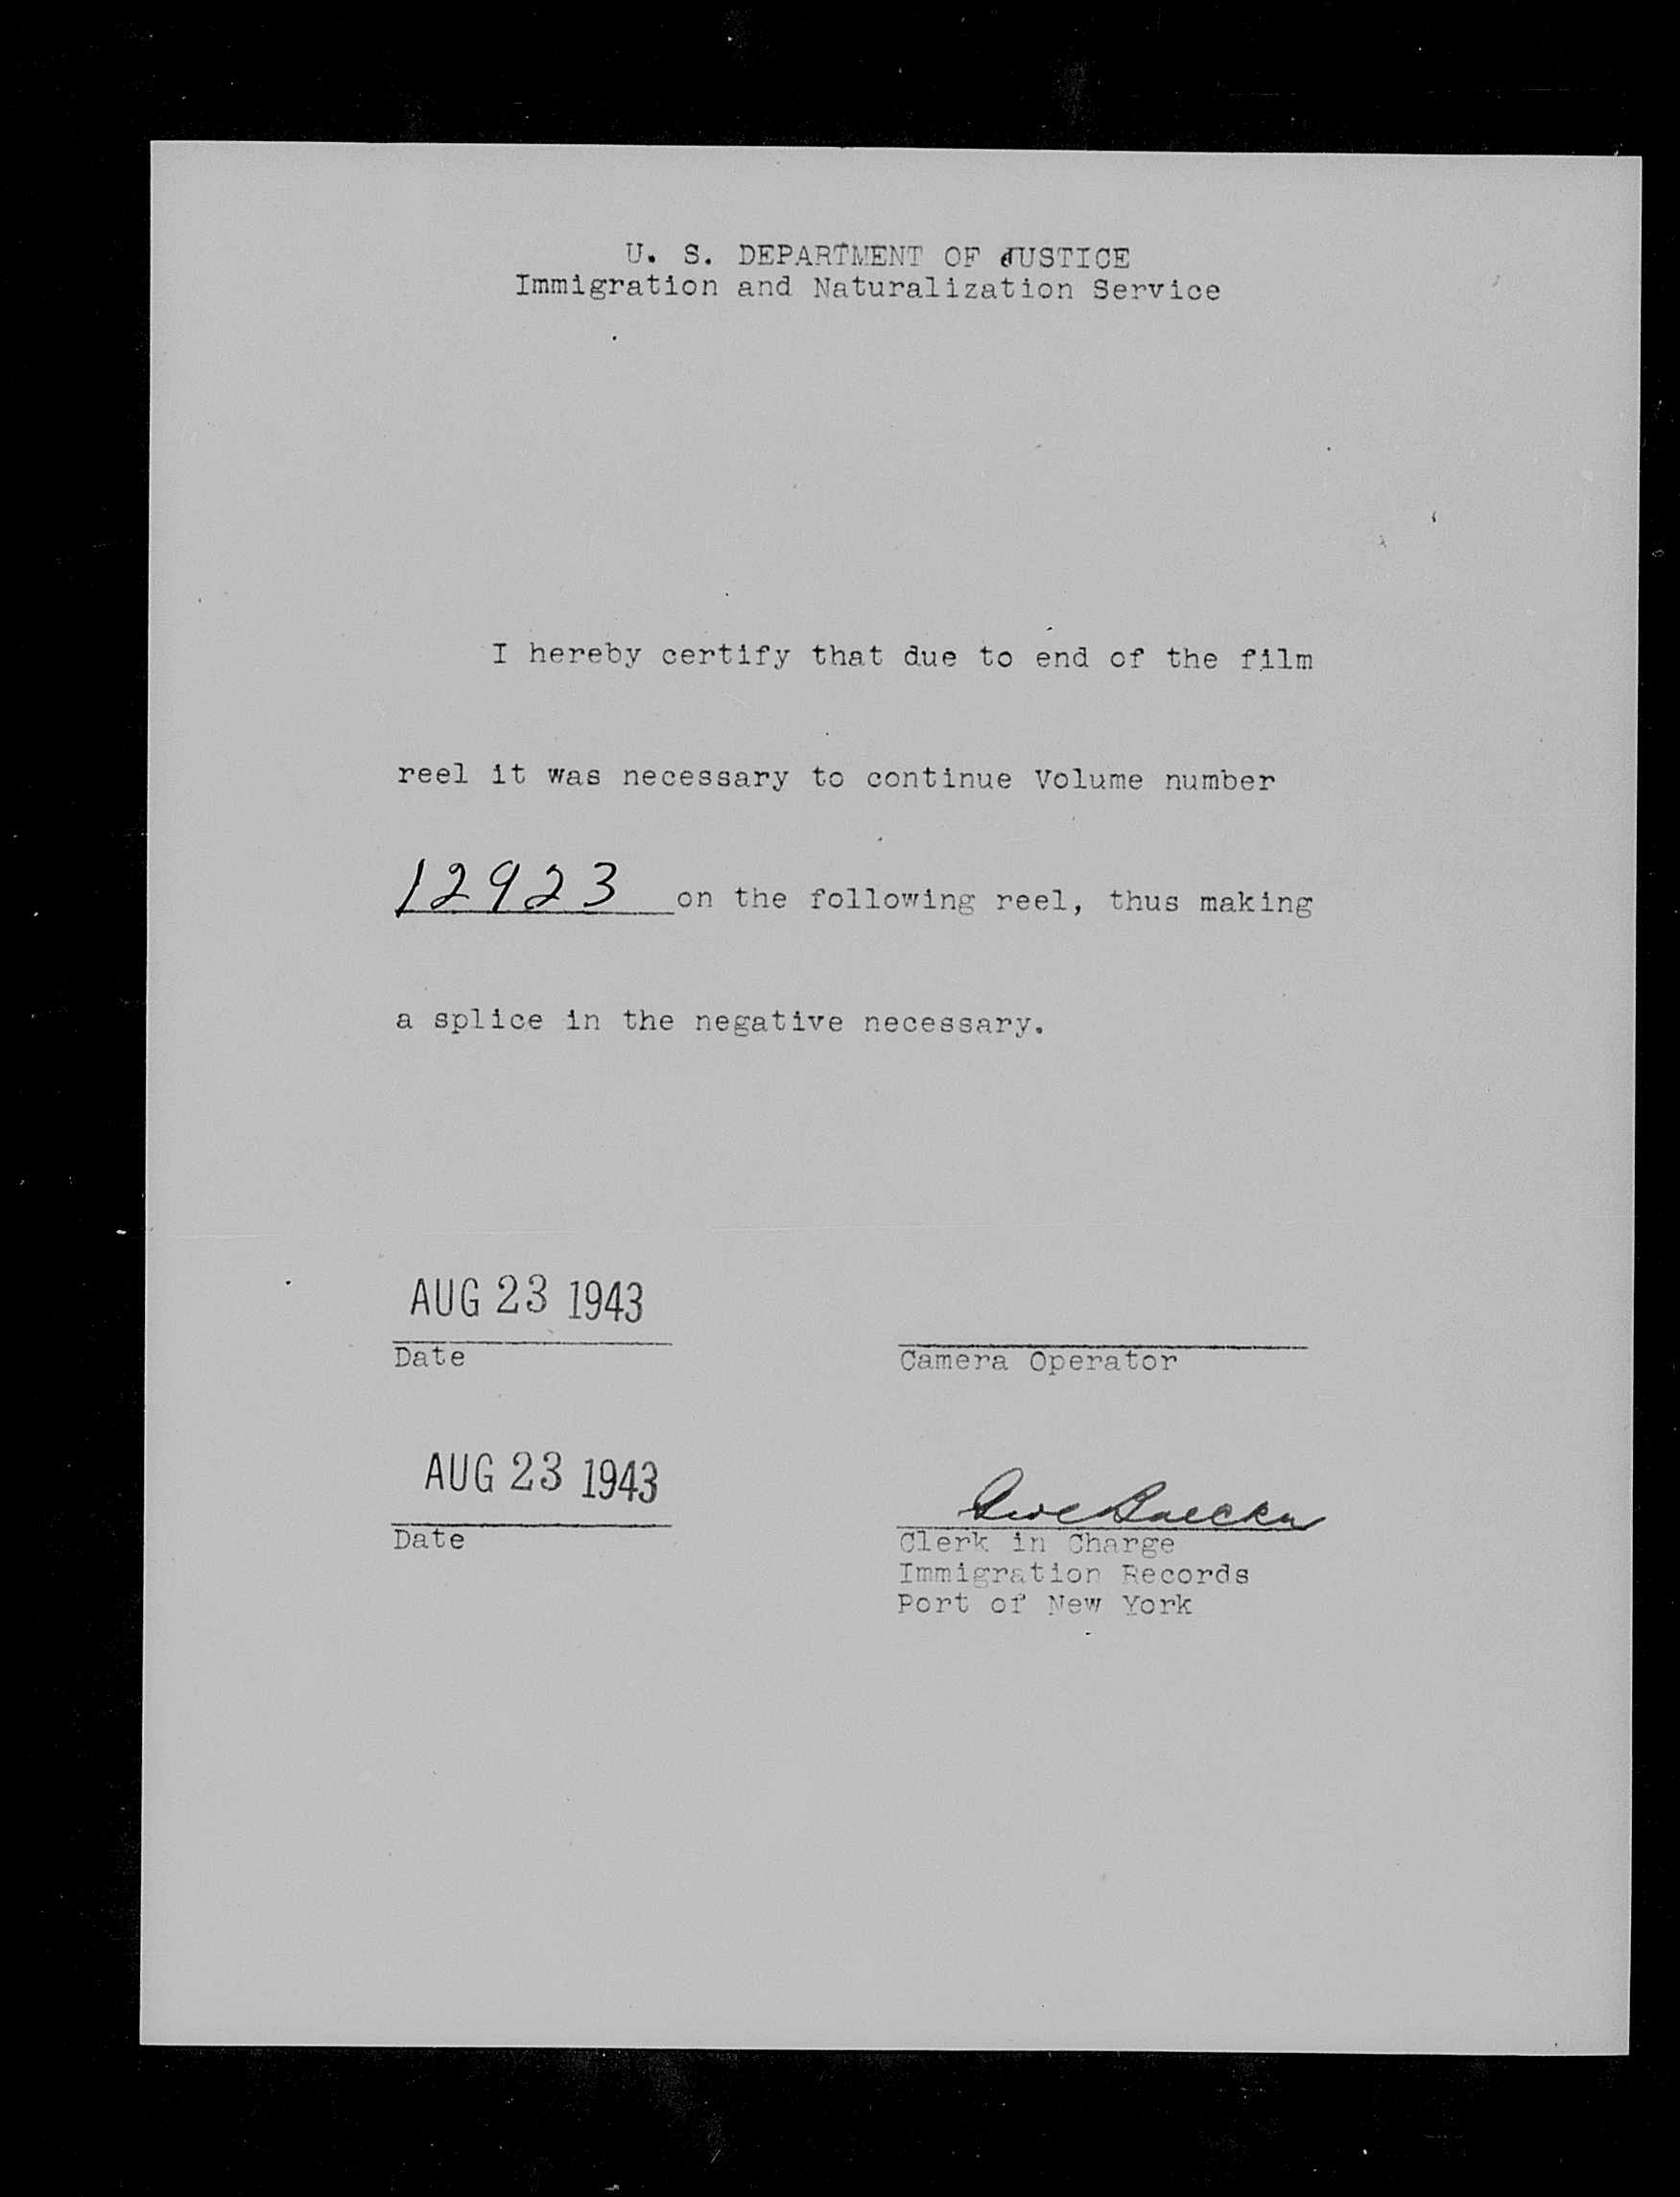 U. S. DEPARTMENT OF JUSTICE
Immigration and Naturalization Service
I hereby certify that due to end of the film
reel it was necessary to continue Volume number
12923 on the following reel, thus making
a splice in the negative necessary.
AUG 23 1943
Date
Camera Operator
AUG 23 1943
Date
Clerk in Charge
Immigration Records
Port of New York